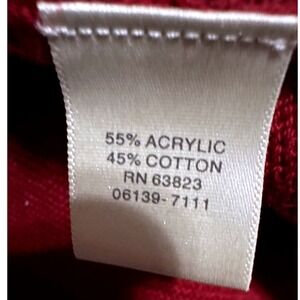 55% ACRYLIC
45% COTTON
RN 63823
06139-7111